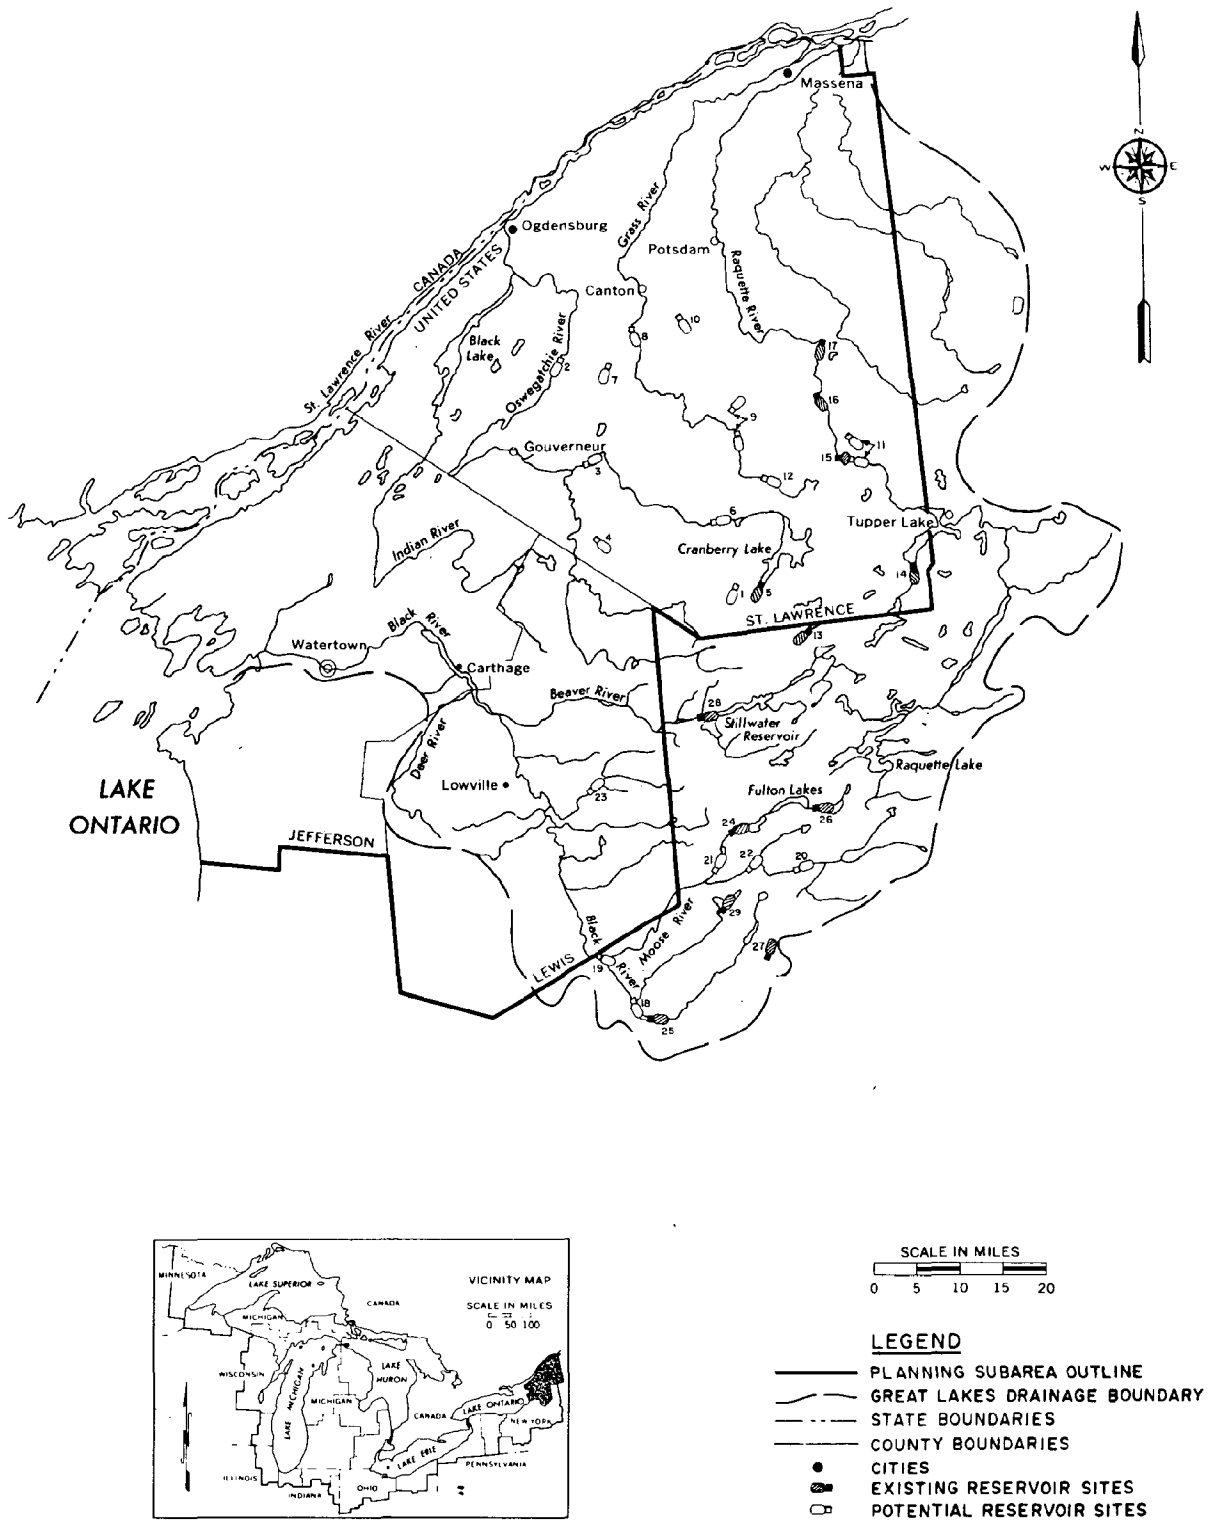 Massena
N
W
E
S
Ogdensburg
CANADA
UNITED STATES
St. Lawrence River
Grass River
Potsdam
Raquette River
Canton
10
8
17
Black
Lake
Oswegatchie River
2
7
16
9
11
15
Gouverneur
3
12
6
Tupper Lake
Indian River
4
Cranberry Lake
14
1
5
ST. LAWRENCE
13
Black River
Watertown
Carthage
Beaver River
28
Stillwater
Reservoir
Deer River
Raquette Lake
LAKE
ONTARIO
Lowville
23
Fulton Lakes
26
24
JEFFERSON
21
22
20
29
Black River
Moose River
27
LEWIS
19
18
25
MINNESOTA
LAKE SUPERIOR
VICINITY MAP
CANADA
SCALE IN MILES
0 50 100
MICHIGAN
WISCONSIN
LAKE MICHIGAN
LAKE
HURON
MICHIGAN
CANADA
LAKE ONTARIO
NEW YORK
LAKE ERIE
PENNSYLVANIA
ILLINOIS
INDIANA
OHIO
SCALE IN MILES
0 5 10 15 20
LEGEND
PLANNING SUBAREA OUTLINE
GREAT LAKES DRAINAGE BOUNDARY
STATE BOUNDARIES
COUNTY BOUNDARIES
CITIES
EXISTING RESERVOIR SITES
POTENTIAL RESERVOIR SITES